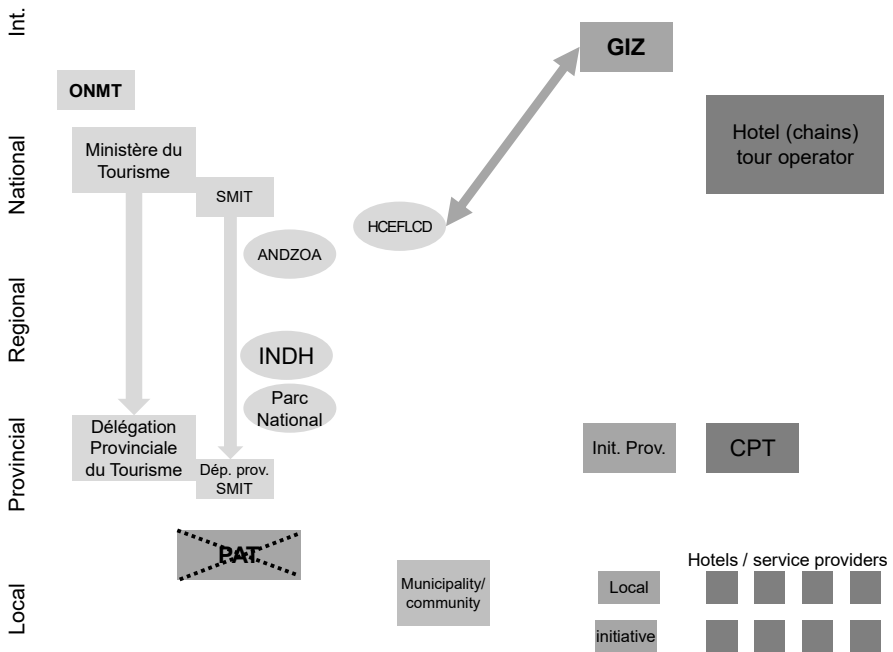 Int.
GIZ
ONMT
National
Ministère du
Tourisme
Hotel (chains)
tour operator
SMIT
HCEFLCD
ANDZOA
Regional
INDH
Parc
National
Provincial
Délégation
Provinciale
du Tourisme
Dép. prov.
SMIT
Init. Prov.
CPT
PAT
Local
Municipality/
community
Hotels / service providers
Local
initiative